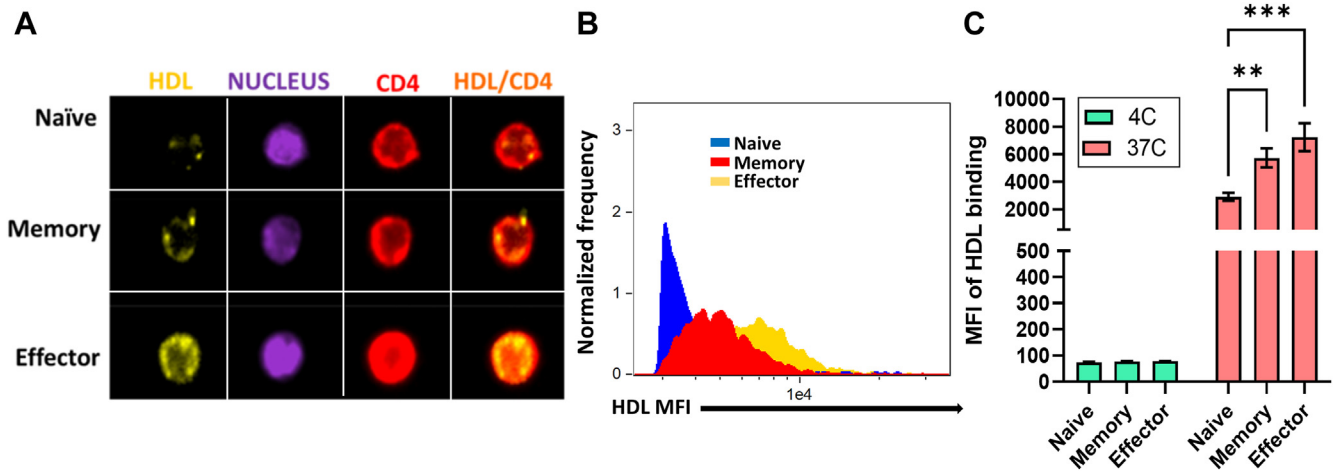 A
HDL NUCLEUS CD4 HDL/CD4
Naïve
Memory
Effector
B
Normalized frequency
3
2
1
0
Naive
Memory
Effector
1e4
HDL MFI
C
MFI of HDL binding
***
**
4C
37C
10000
8000
6000
4000
2000
500
400
300
200
100
0
Naive
Memory
Effector
Naive
Memory
Effector